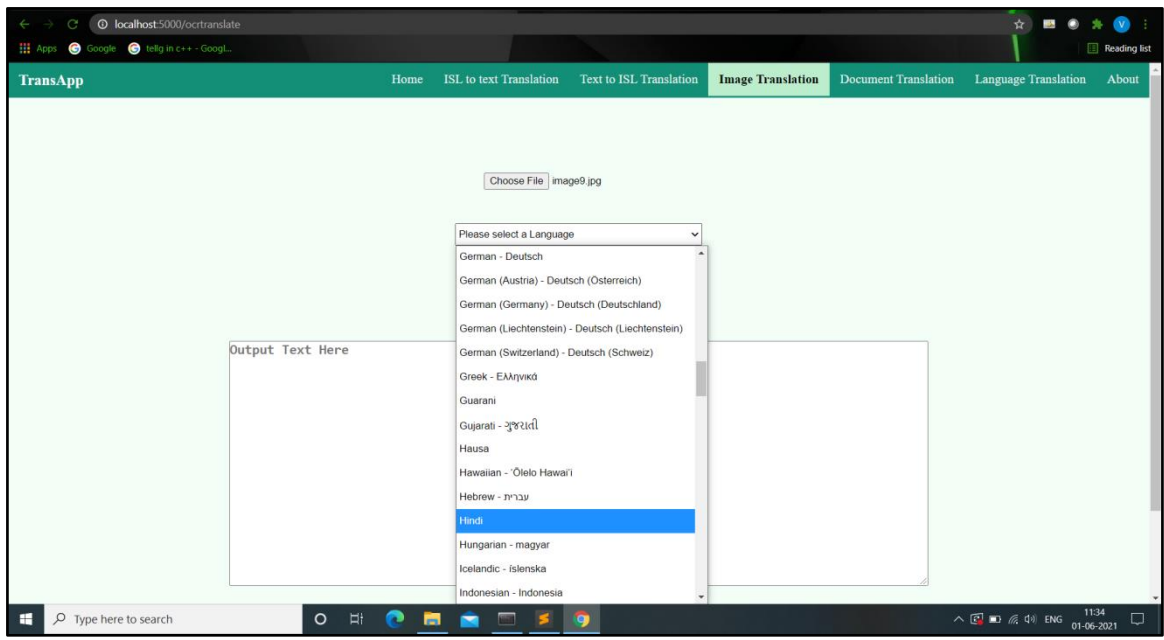 localhost:5000/ocrtranslate
Apps Google tellg in c++ - Googl... Reading list
TransApp Home ISL to text Translation Text to ISL Translation Image Translation Document Translation Language Translation About
Choose File image9.jpg
Please select a Language
German - Deutsch
German (Austria) - Deutsch (Österreich)
German (Germany) - Deutsch (Deutschland)
German (Liechtenstein) - Deutsch (Liechtenstein)
Output Text Here
German (Switzerland) - Deutsch (Schweiz)
Greek - Ελληνικά
Guarani
Gujarati - ગુજરાતી
Hausa
Hawaiian - ʻŌlelo Hawaiʻi
Hebrew - עברית
Hindi
Hungarian - magyar
Icelandic - íslenska
Indonesian - Indonesia
Type here to search ENG 11:34
01-06-2021
V